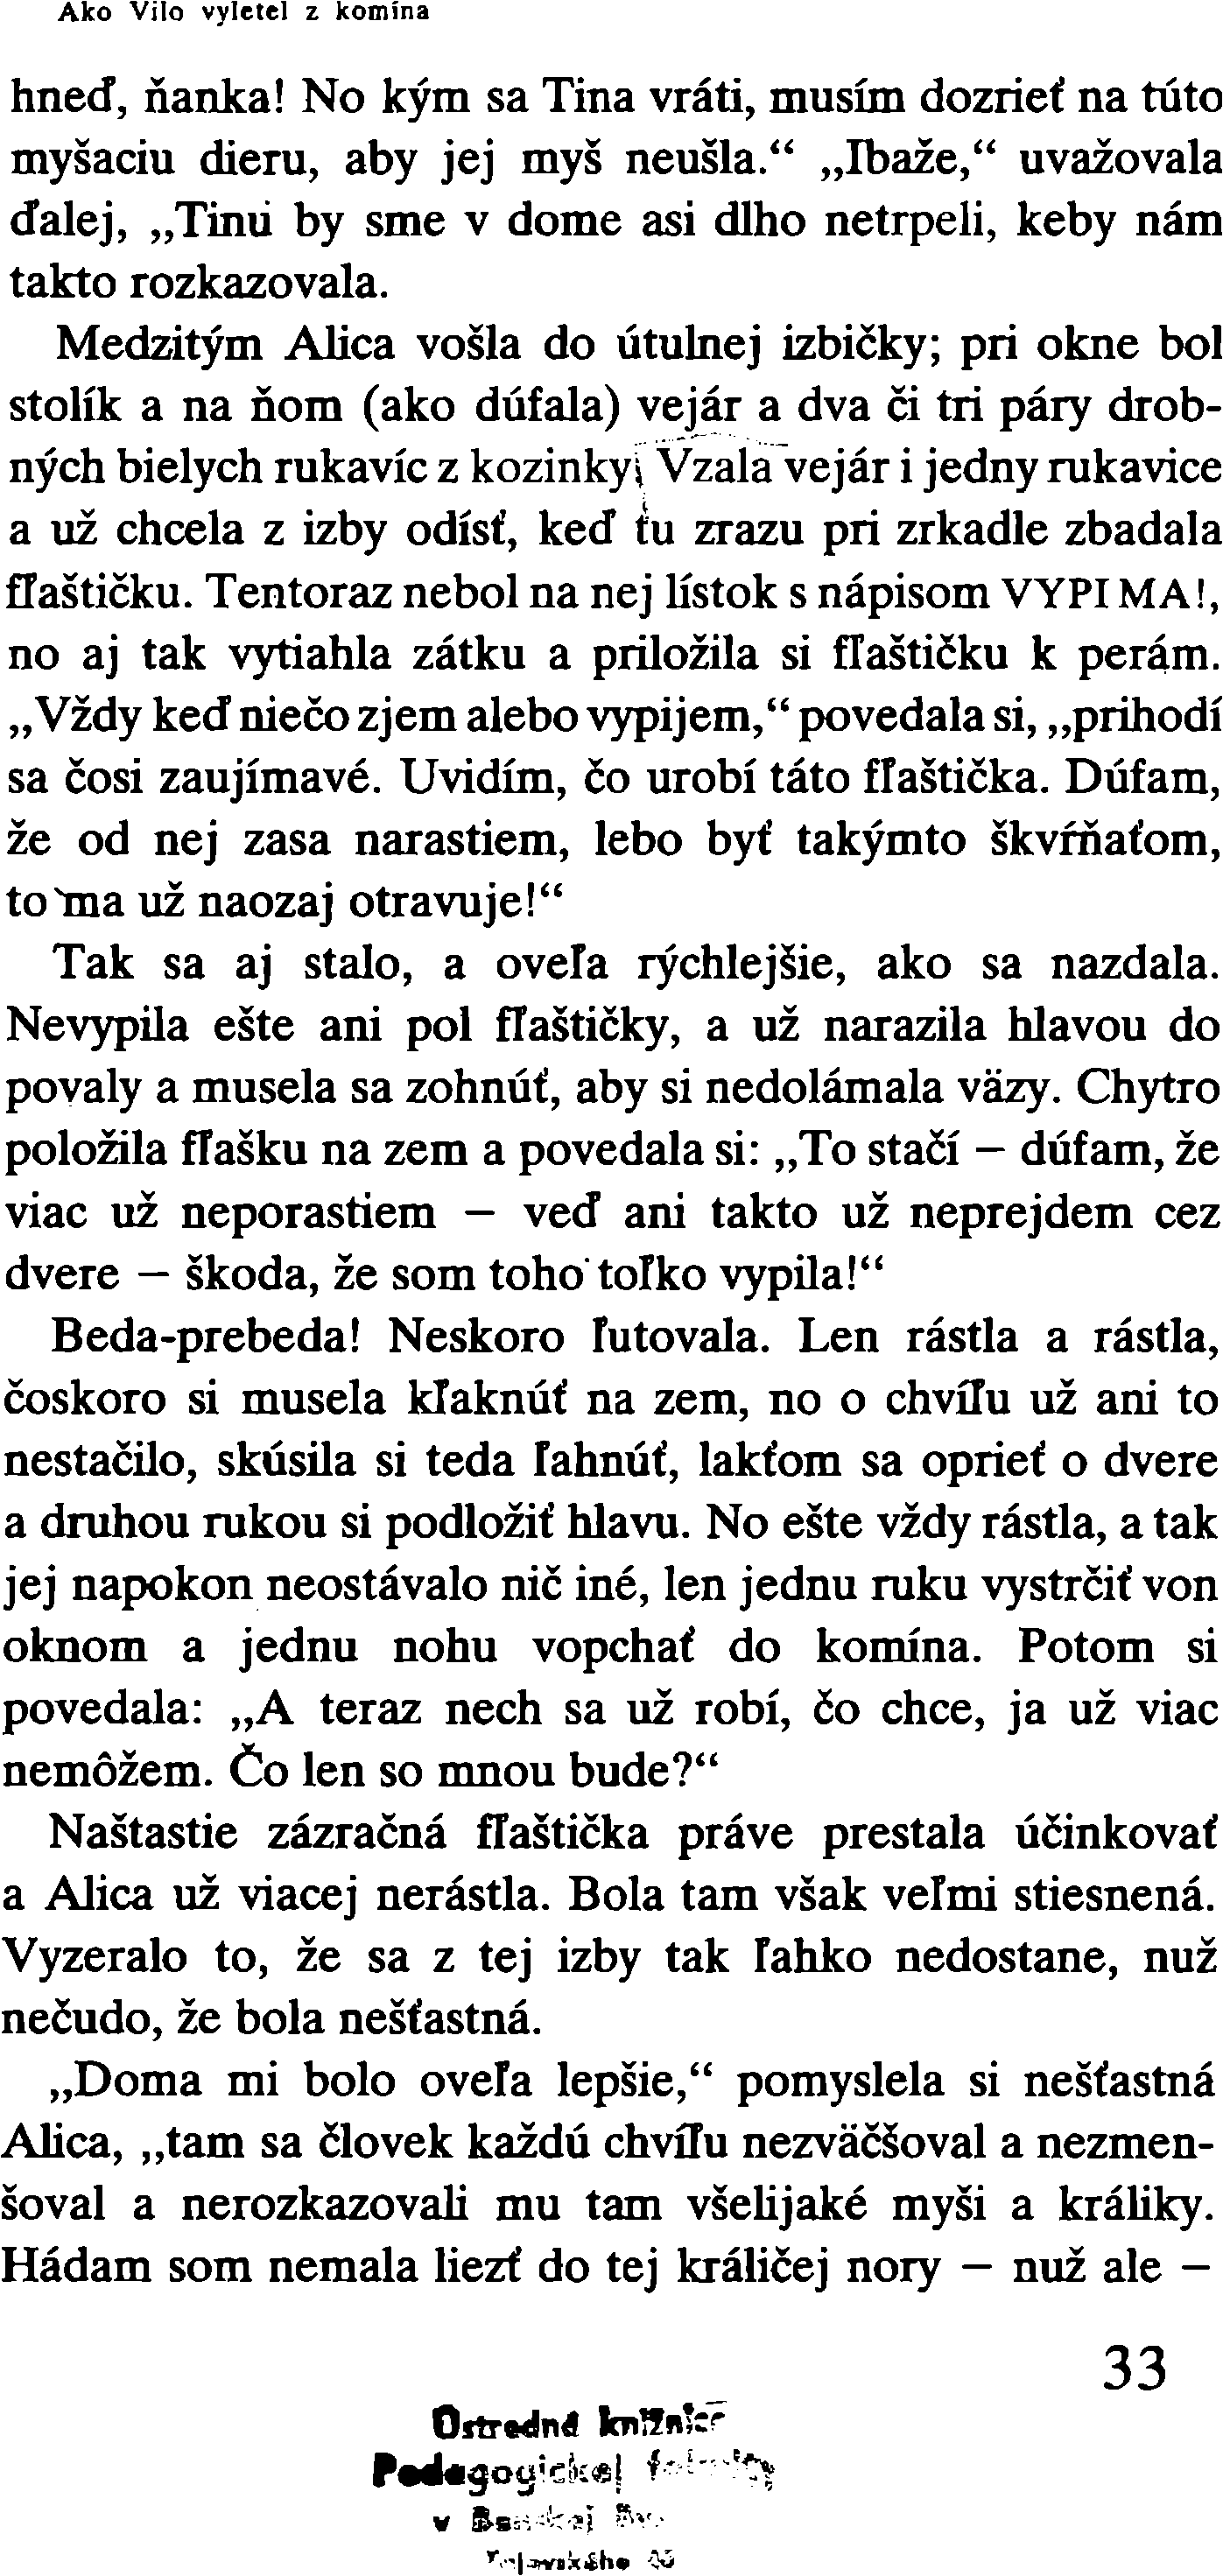 Ako Vilo vyletel z komína
hneď, ňanka! No kým sa Tina vráti, musím dozrieť na túto
myšaciu dieru, aby jej myš neušla.“ „Ibaže,“ uvažovala
ďalej, „Tinu by sme v dome asi dlho netrpeli, keby nám
takto rozkazovala.
Medzitým Alica vošla do útulnej izbičky; pri okne bol
stolík a na ňom (ako dúfala) vejár a dva či tri páry drob-
ných bielych rukavíc z kozinky. Vzala vejár i jedny rukavice
a už chcela z izby odísť, keď tu zrazu pri zrkadle zbadala
fľaštičku. Tentoraz nebol na nej lístok s nápisom VYPI MA!,
no aj tak vytiahla zátku a priložila si fľaštičku k perám.
„Vždy keď niečo zjem alebo vypijem,“ povedala si, „prihodí
sa čosi zaujímavé. Uvidím, čo urobí táto fľaštička. Dúfam,
že od nej zasa narastiem, lebo byť takýmto škvŕňaťom,
to ma už naozaj otravuje!“
Tak sa aj stalo, a oveľa rýchlejšie, ako sa nazdala.
Nevypila ešte ani pol fľaštičky, a už narazila hlavou do
povaly a musela sa zohnúť, aby si nedolámala väzy. Chytro
položila fľašku na zem a povedala si: „To stačí – dúfam, že
viac už neporastiem – veď ani takto už neprejdem cez
dvere – škoda, že som toho toľko vypila!“
Beda-prebeda! Neskoro ľutovala. Len rástla a rástla,
čoskoro si musela kľaknúť na zem, no o chvíľu už ani to
nestačilo, skúsila si teda ľahnúť, lakťom sa oprieť o dvere
a druhou rukou si podložiť hlavu. No ešte vždy rástla, a tak
jej napokon neostávalo nič iné, len jednu ruku vystrčiť von
oknom a jednu nohu vopchať do komína. Potom si
povedala: „A teraz nech sa už robí, čo chce, ja už viac
nemôžem. Čo len so mnou bude?“
Naštastie zázračná fľaštička práve prestala účinkovať
a Alica už viacej nerástla. Bola tam však veľmi stiesnená.
Vyzeralo to, že sa z tej izby tak ľahko nedostane, nuž
nečudo, že bola nešťastná.
„Doma mi bolo oveľa lepšie,“ pomyslela si nešťastná
Alica, „tam sa človek každú chvíľu nezväčšoval a nezmen-
šoval a nerozkazovali mu tam všelijaké myši a králiky.
Hádam som nemala liezť do tej králičej nory – nuž ale –
33
Ostredná knižnica
Pedagogickej
v